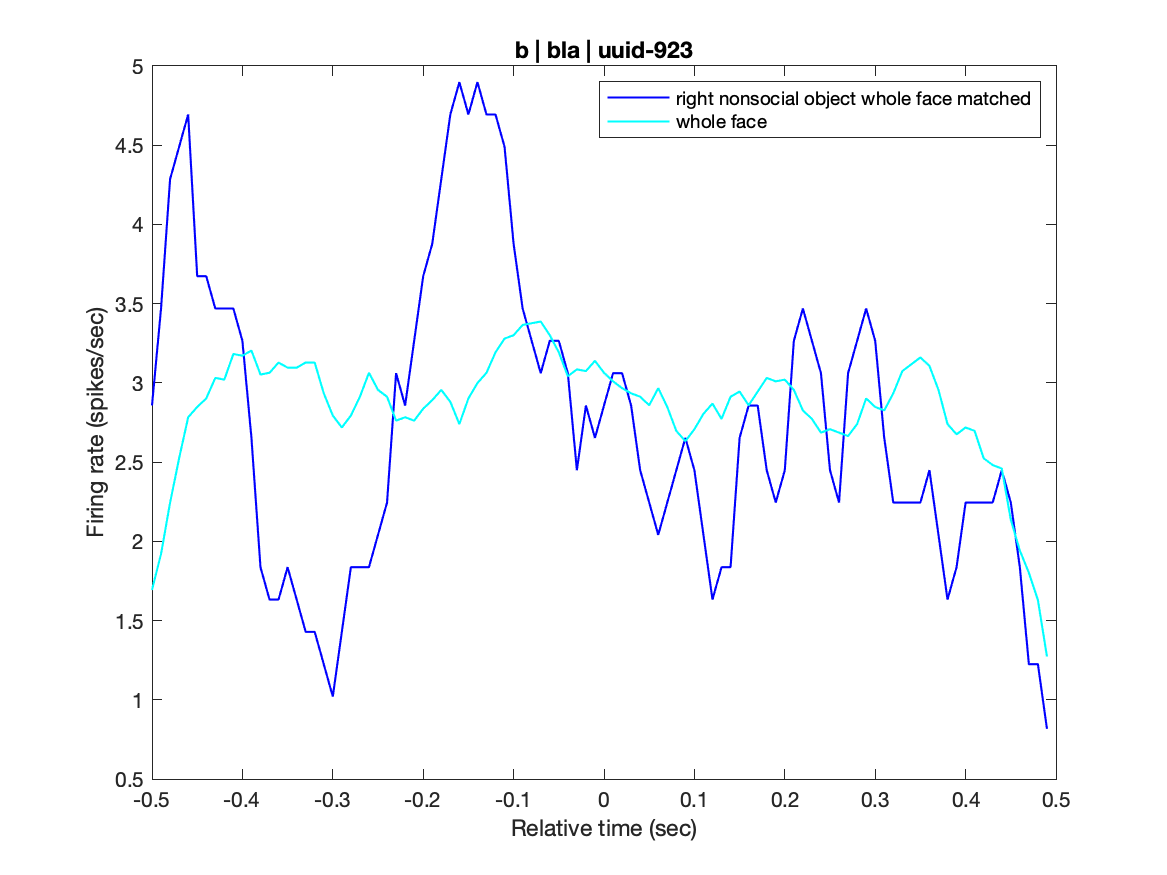 b | bla | uuid-923
right nonsocial object whole face matched
whole face
5
4.5
4
3.5
3
2.5
2
1.5
1
0.5
Firing rate (spikes/sec)
-0.5 -0.4 -0.3 -0.2 -0.1 0 0.1 0.2 0.3 0.4 0.5
Relative time (sec)